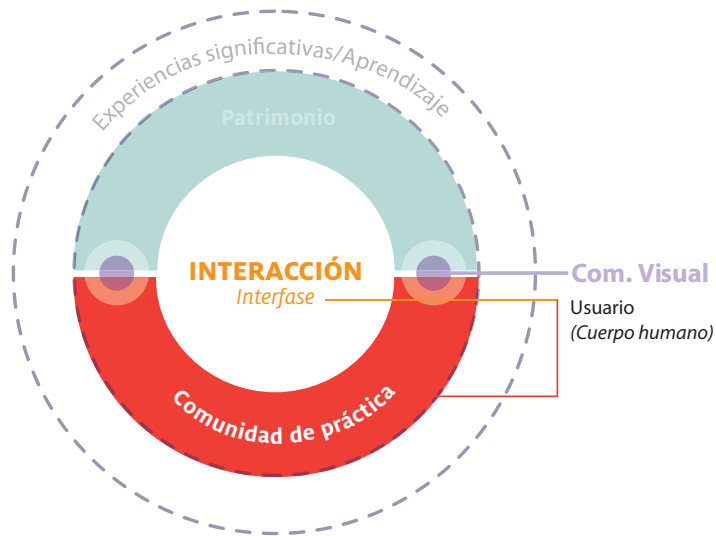 Experiencias significativas/Aprendizaje
Patrimonio
INTERACCIÓN
Interfase
Com. Visual
Usuario
(Cuerpo humano)
Comunidad de práctica